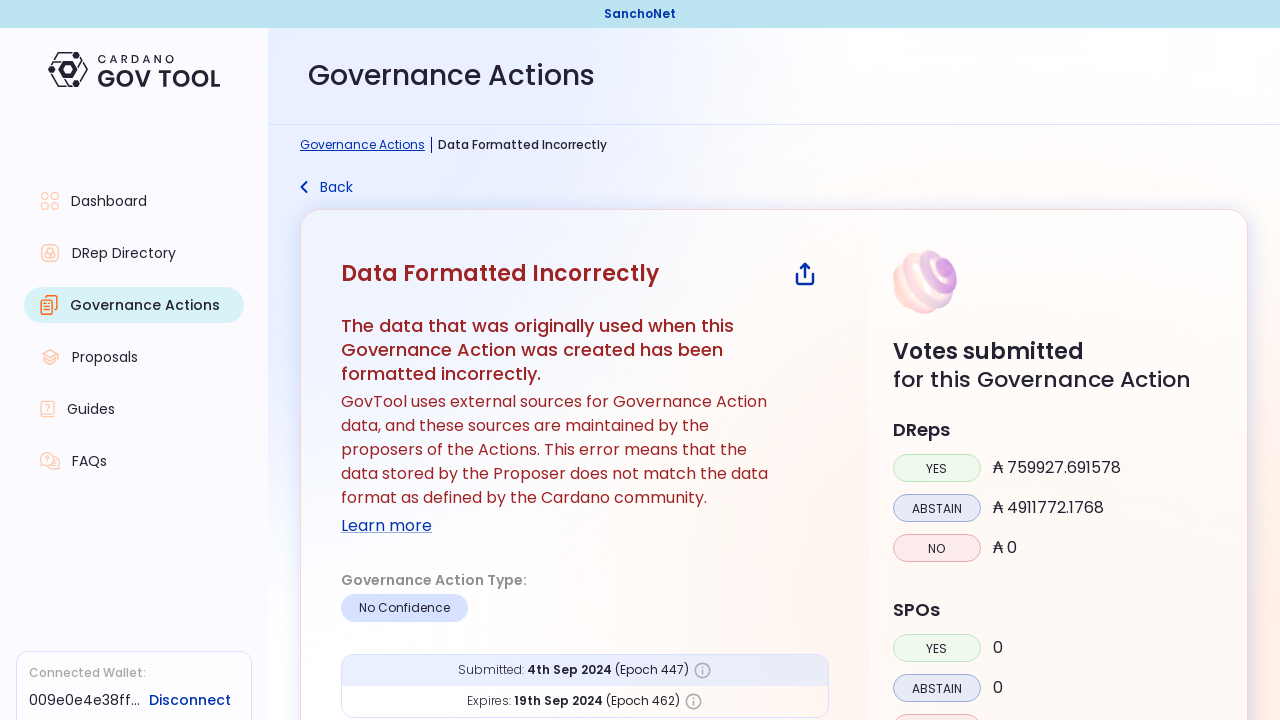 SanchoNet
CARDANO
GOV TOOL
Dashboard
DRep Directory
Governance Actions
Proposals
Guides
FAQs
Connected Wallet:
009e0e4e38ff... Disconnect
Governance Actions
Governance Actions | Data Formatted Incorrectly
Back
Data Formatted Incorrectly
The data that was originally used when this
Governance Action was created has been
formatted incorrectly.
GovTool uses external sources for Governance Action
data, and these sources are maintained by the
proposers of the Actions. This error means that the
data stored by the Proposer does not match the data
format as defined by the Cardano community.
Learn more
Governance Action Type:
No Confidence
Submitted: 4th Sep 2024 (Epoch 447)
Expires: 19th Sep 2024 (Epoch 462)
Votes submitted
for this Governance Action
DReps
YES ₳ 759927.691578
ABSTAIN ₳ 4911772.1768
NO ₳ 0
SPOs
YES 0
ABSTAIN 0